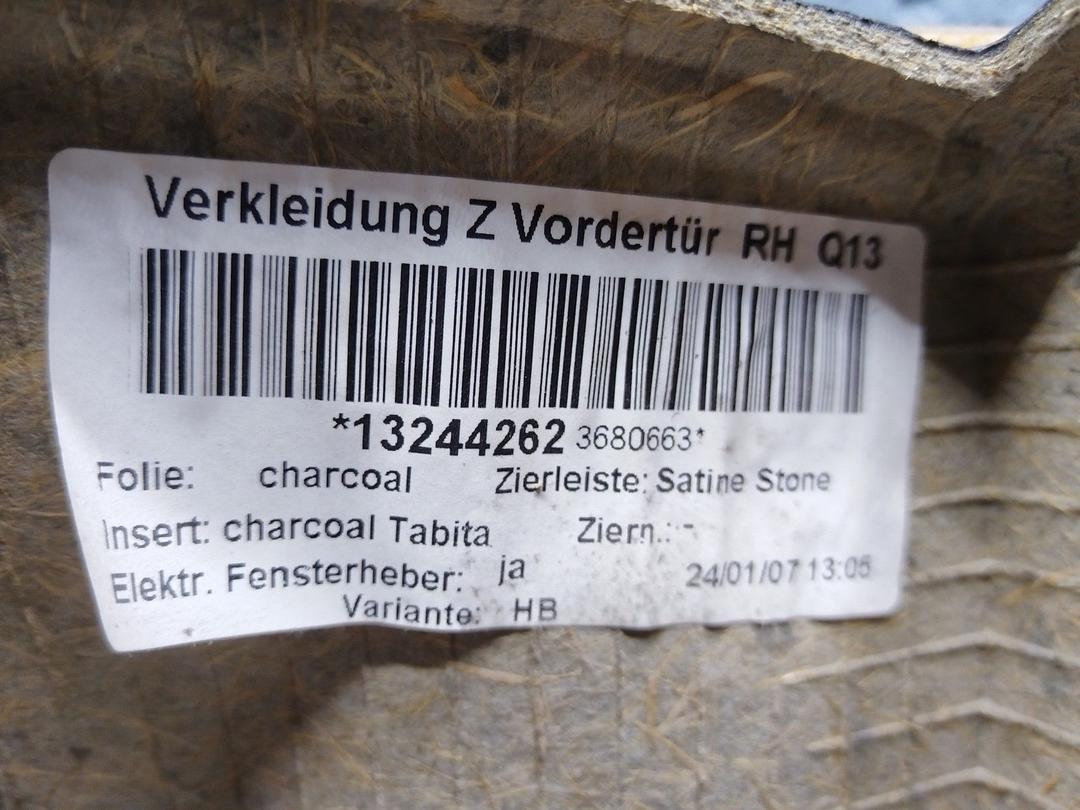 Verkleidung Z Vordertür RH Q13
*13244262 3680663*
Folie: charcoal Zierleiste: Satine Stone
Insert: charcoal Tabita Ziern.: -
Elektr. Fensterheber: ja 24/01/07 13:05
Variante: HB